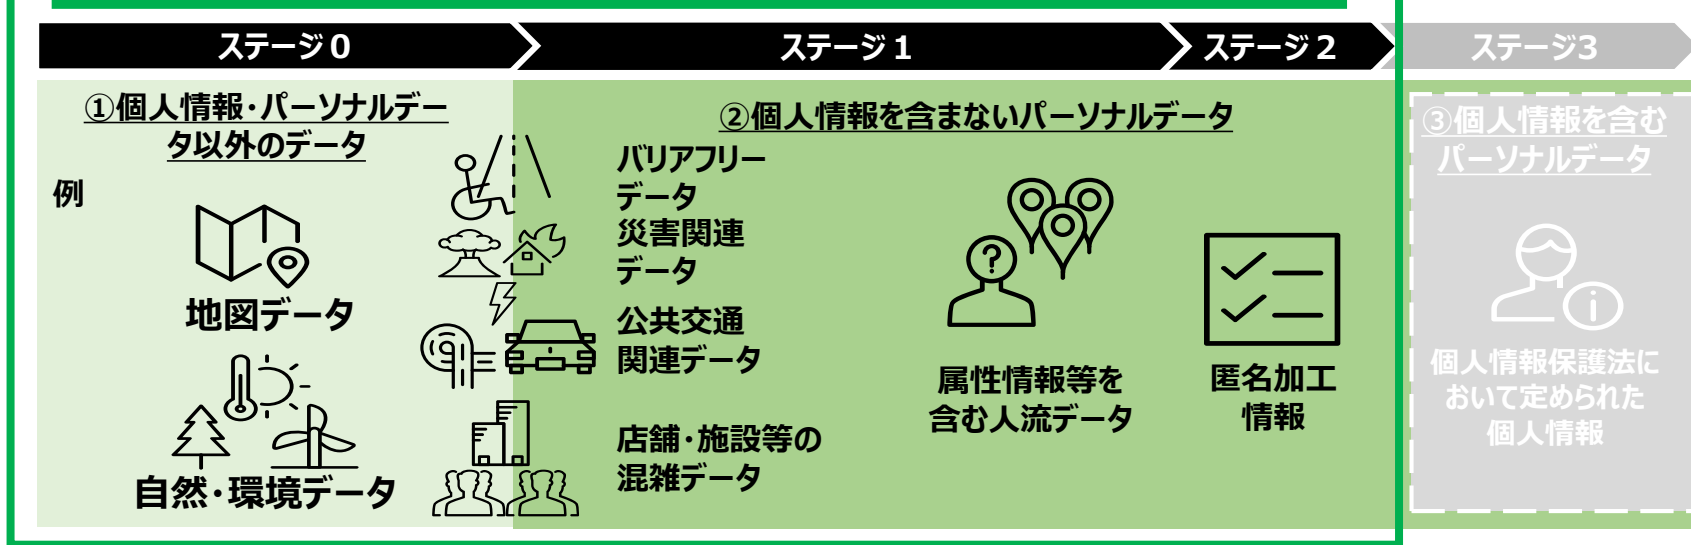 ステージ0
ステージ1
ステージ2
ステージ3
①個人情報・パーソナルデー
タ以外のデータ
例
地図データ
自然・環境データ
②個人情報を含まないパーソナルデータ
バリアフリー
データ
災害関連
データ
公共交通
関連データ
店舗・施設等の
混雑データ
?
属性情報等を
含む人流データ
匿名加工
情報
③個人情報を含む
パーソナルデータ
i
個人情報保護法に
おいて定められた
個人情報